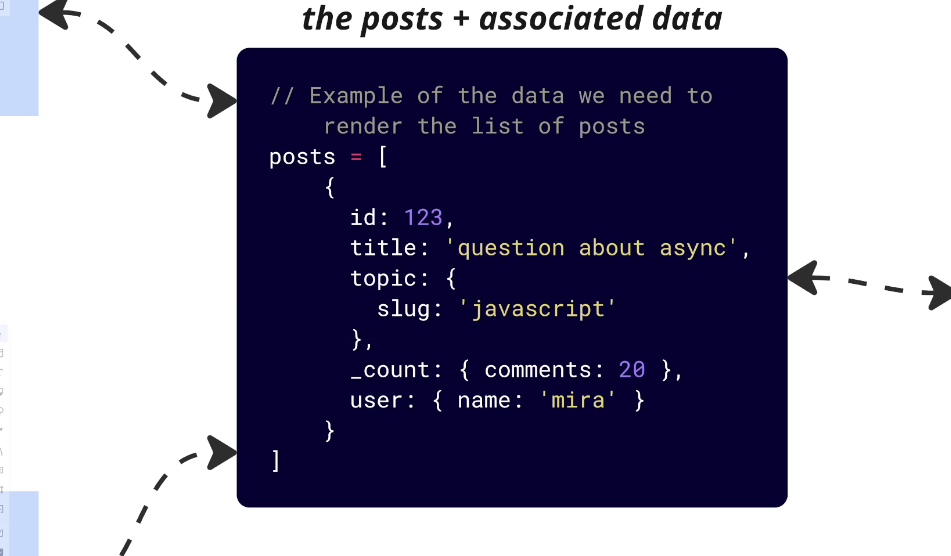 the posts + associated data
// Example of the data we need to
render the list of posts
posts = [
{
id: 123,
title: 'question about async',
topic: {
slug: 'javascript'
},
_count: { comments: 20 },
user: { name: 'mira' }
}
]